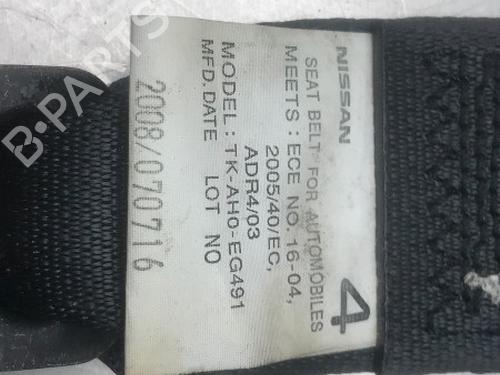 NISSAN
SEAT BELT FOR AUTOMOBILES
MEETS : ECE NO. 16-04,
2005/40/EC,
ADR4/03
MODEL : TK-AH0-EG491
MFD. DATE LOT NO
2008/070716
4
B-PARTS